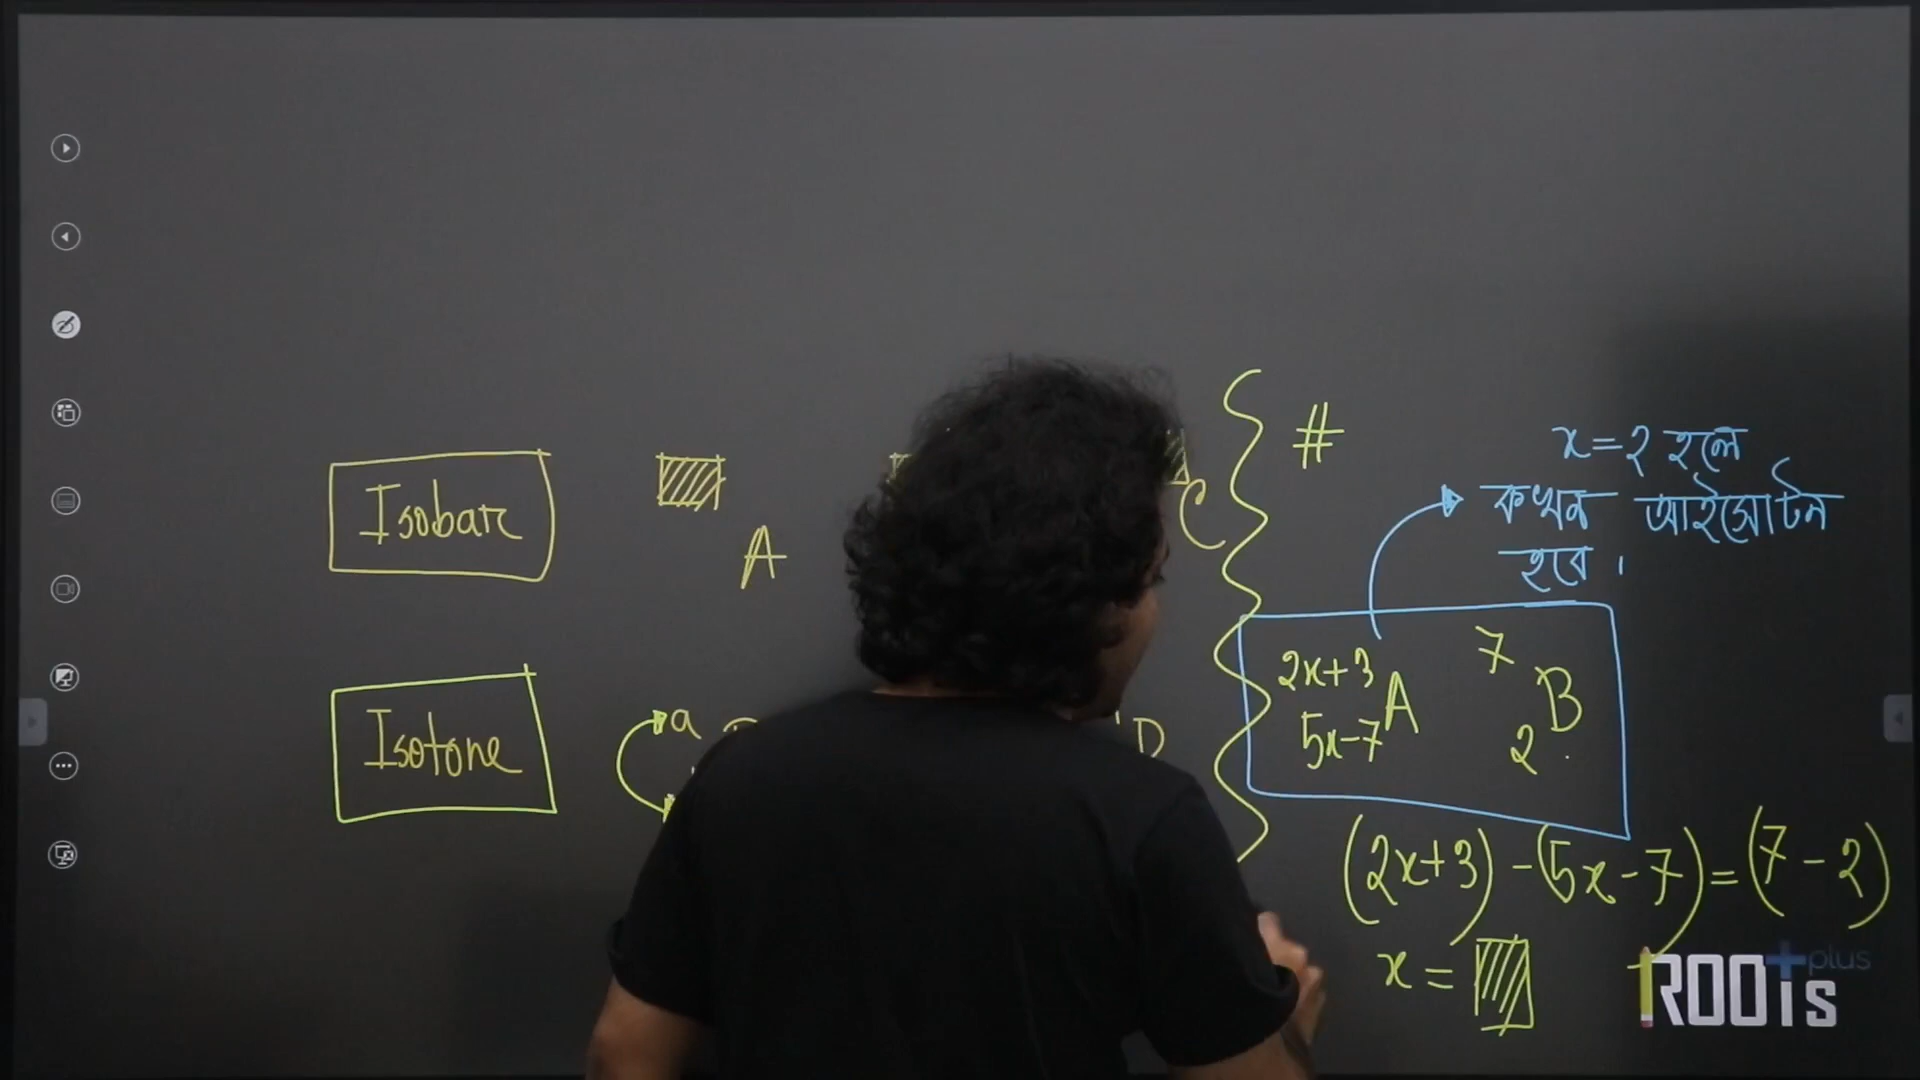 Isobar
A
C
Isotone
a
D
#
x=? হলে
কখন আইসোটন
হবে।
2x+3
A
5x-7
7
B
2
(2x+3)-(5x-7)=(7-2)
x=
ROOTs
+plus